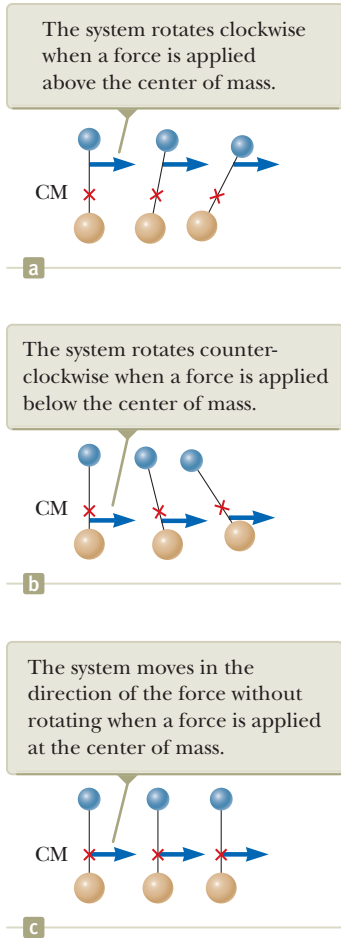 The system rotates clockwise
when a force is applied
above the center of mass.
CM
a
The system rotates counter-
clockwise when a force is applied
below the center of mass.
CM
b
The system moves in the
direction of the force without
rotating when a force is applied
at the center of mass.
CM
c